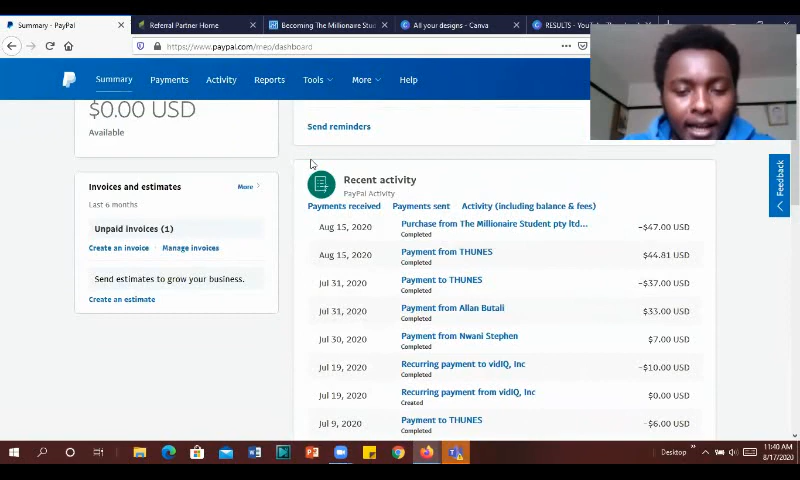 Summary - PayPal
Referral Partner Home
Becoming The Millionaire Stud
All your designs - Canva
RESULTS - YouTube Th
https://www.paypal.com/mep/dashboard
Summary
Payments
Activity
Reports
Tools
More
Help
$0.00 USD
Available
Send reminders
Invoices and estimates
More
Last 6 months
Unpaid invoices (1)
Create an invoice
Manage invoices
Send estimates to grow your business.
Create an estimate
Recent activity
PayPal Activity
Payments received
Payments sent
Activity (including balance & fees)
Aug 15, 2020 Purchase from The Millionaire Student pty ltd... -$47.00 USD
Completed
Aug 15, 2020 Payment from THUNES $44.81 USD
Completed
Jul 31, 2020 Payment to THUNES -$37.00 USD
Completed
Jul 31, 2020 Payment from Allan Butali $33.00 USD
Completed
Jul 30, 2020 Payment from Nwani Stephen $7.00 USD
Completed
Jul 19, 2020 Recurring payment to vidIQ, Inc -$10.00 USD
Completed
Jul 19, 2020 Recurring payment from vidIQ, Inc $0.00 USD
Created
Jul 9, 2020 Payment to THUNES -$6.00 USD
Completed
Feedback
Desktop
11:40 AM
8/17/2020